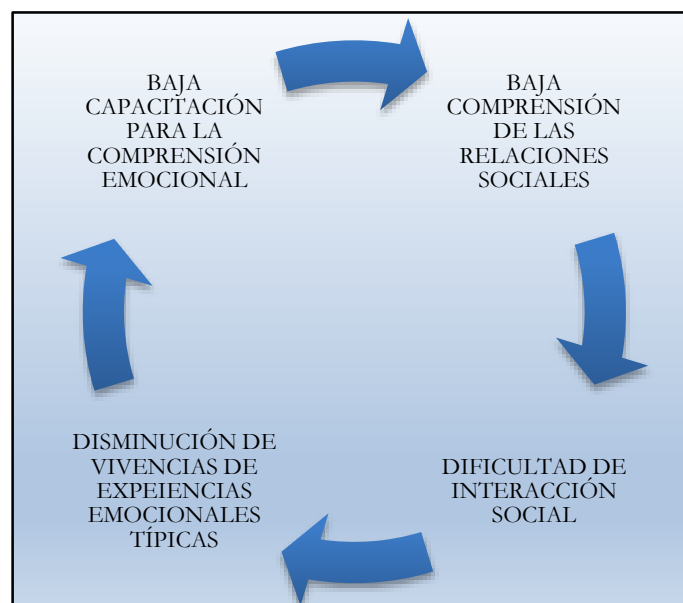 BAJA
CAPACITACIÓN
PARA LA
COMPRENSIÓN
EMOCIONAL
BAJA
COMPRENSIÓN
DE LAS
RELACIONES
SOCIALES
DIFICULTAD DE
INTERACCIÓN
SOCIAL
DISMINUCIÓN DE
VIVENCIAS DE
EXPEIENCIAS
EMOCIONALES
TÍPICAS